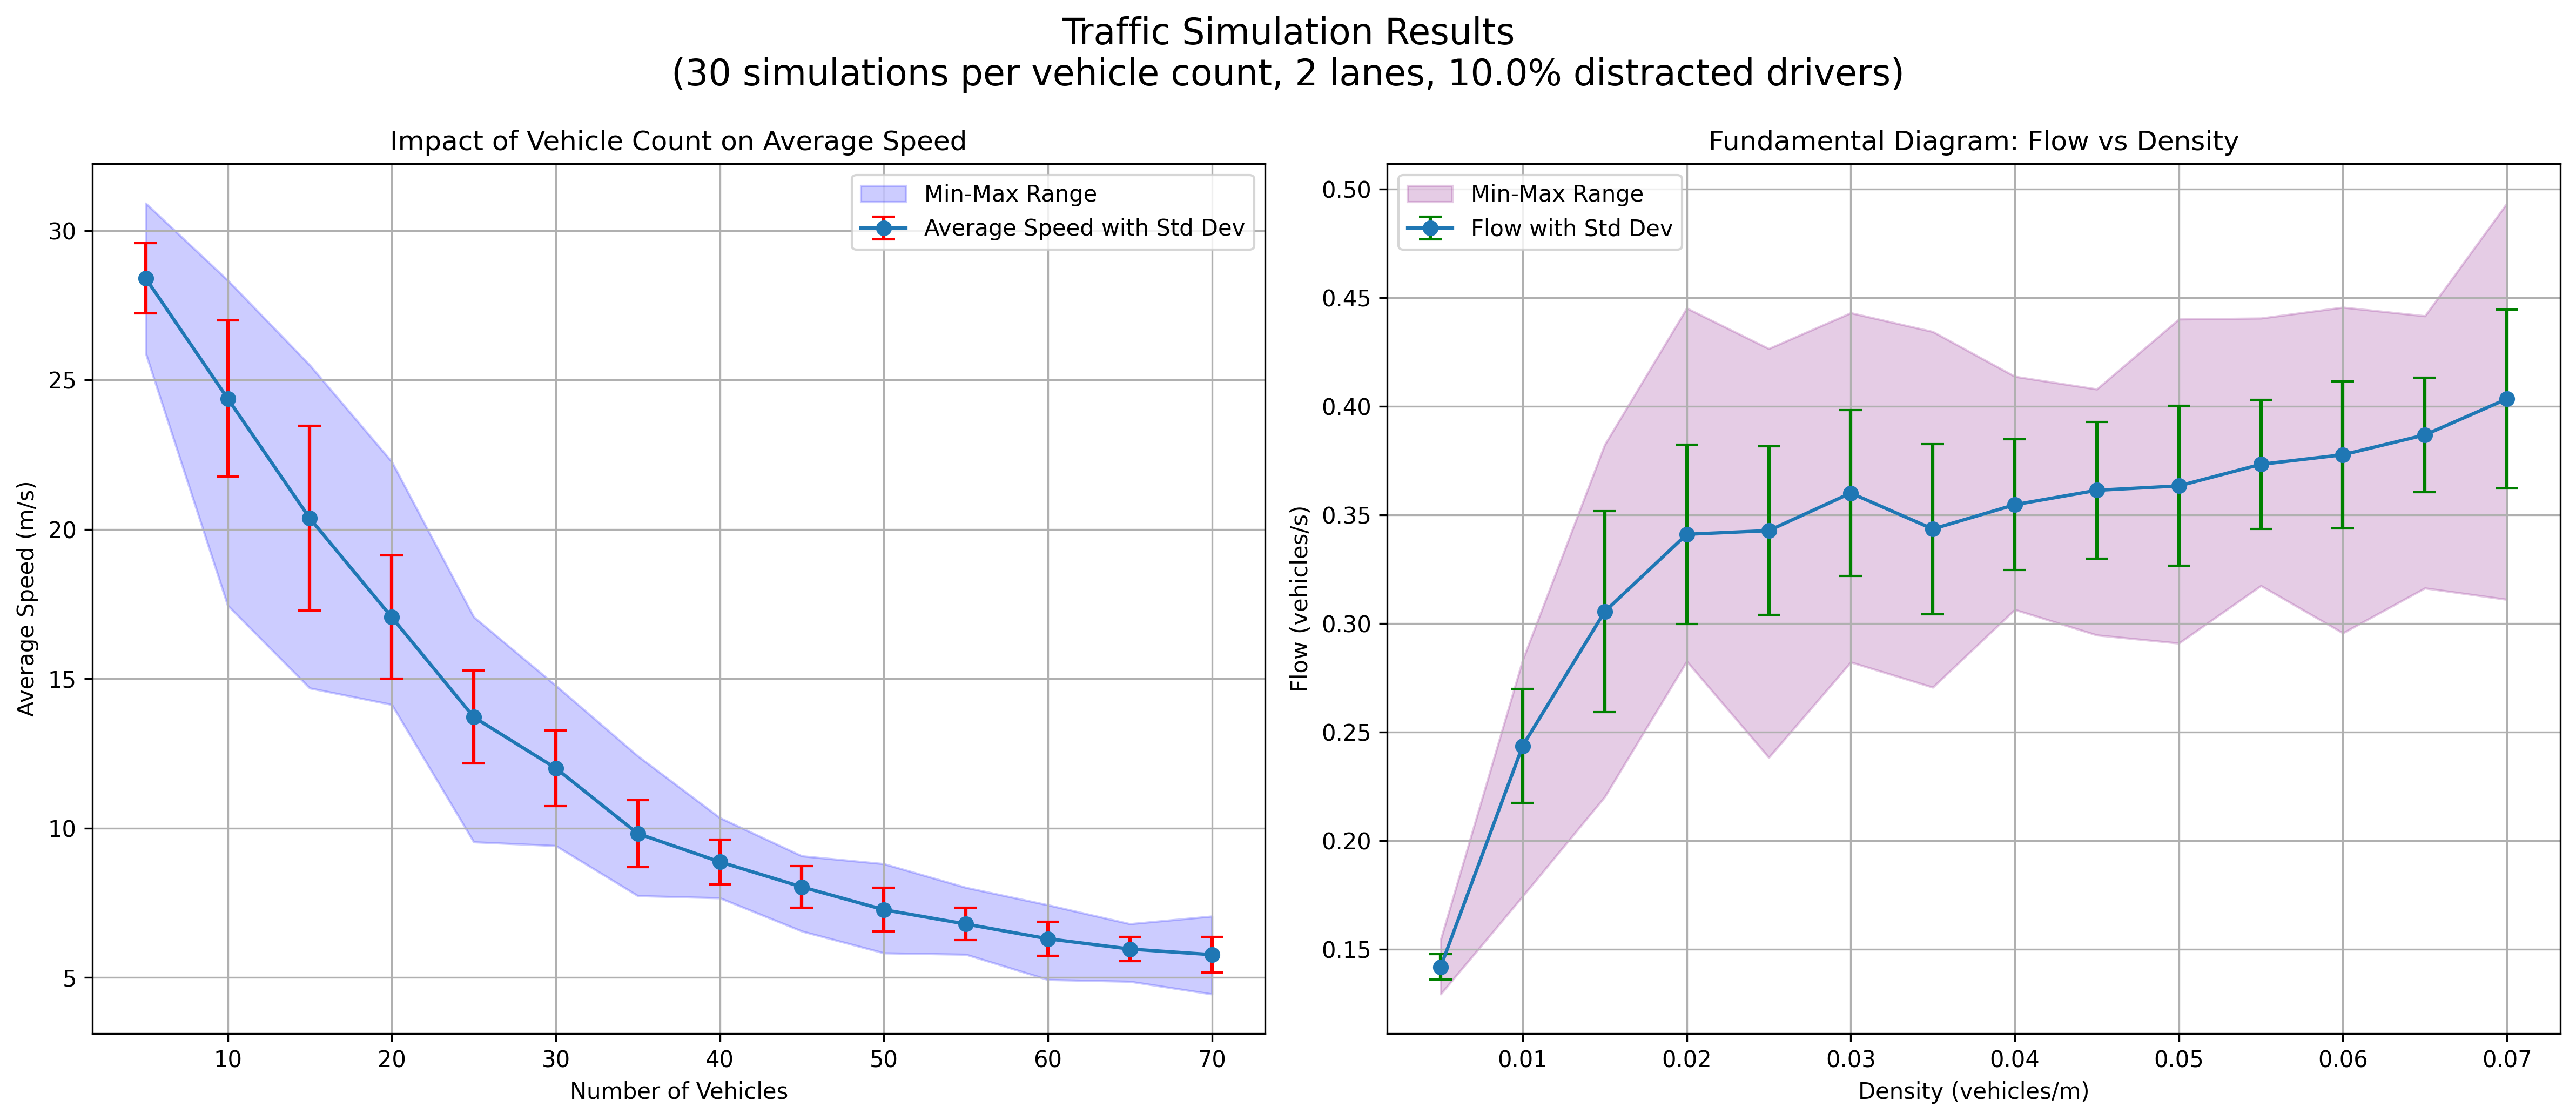 Traffic Simulation Results
(30 simulations per vehicle count, 2 lanes, 10.0% distracted drivers)
Impact of Vehicle Count on Average Speed
Min-Max Range
Average Speed with Std Dev
30
25
20
15
10
5
Average Speed (m/s)
10 20 30 40 50 60 70
Number of Vehicles
Fundamental Diagram: Flow vs Density
Min-Max Range
Flow with Std Dev
0.50
0.45
0.40
0.35
0.30
0.25
0.20
0.15
Flow (vehicles/s)
0.01 0.02 0.03 0.04 0.05 0.06 0.07
Density (vehicles/m)